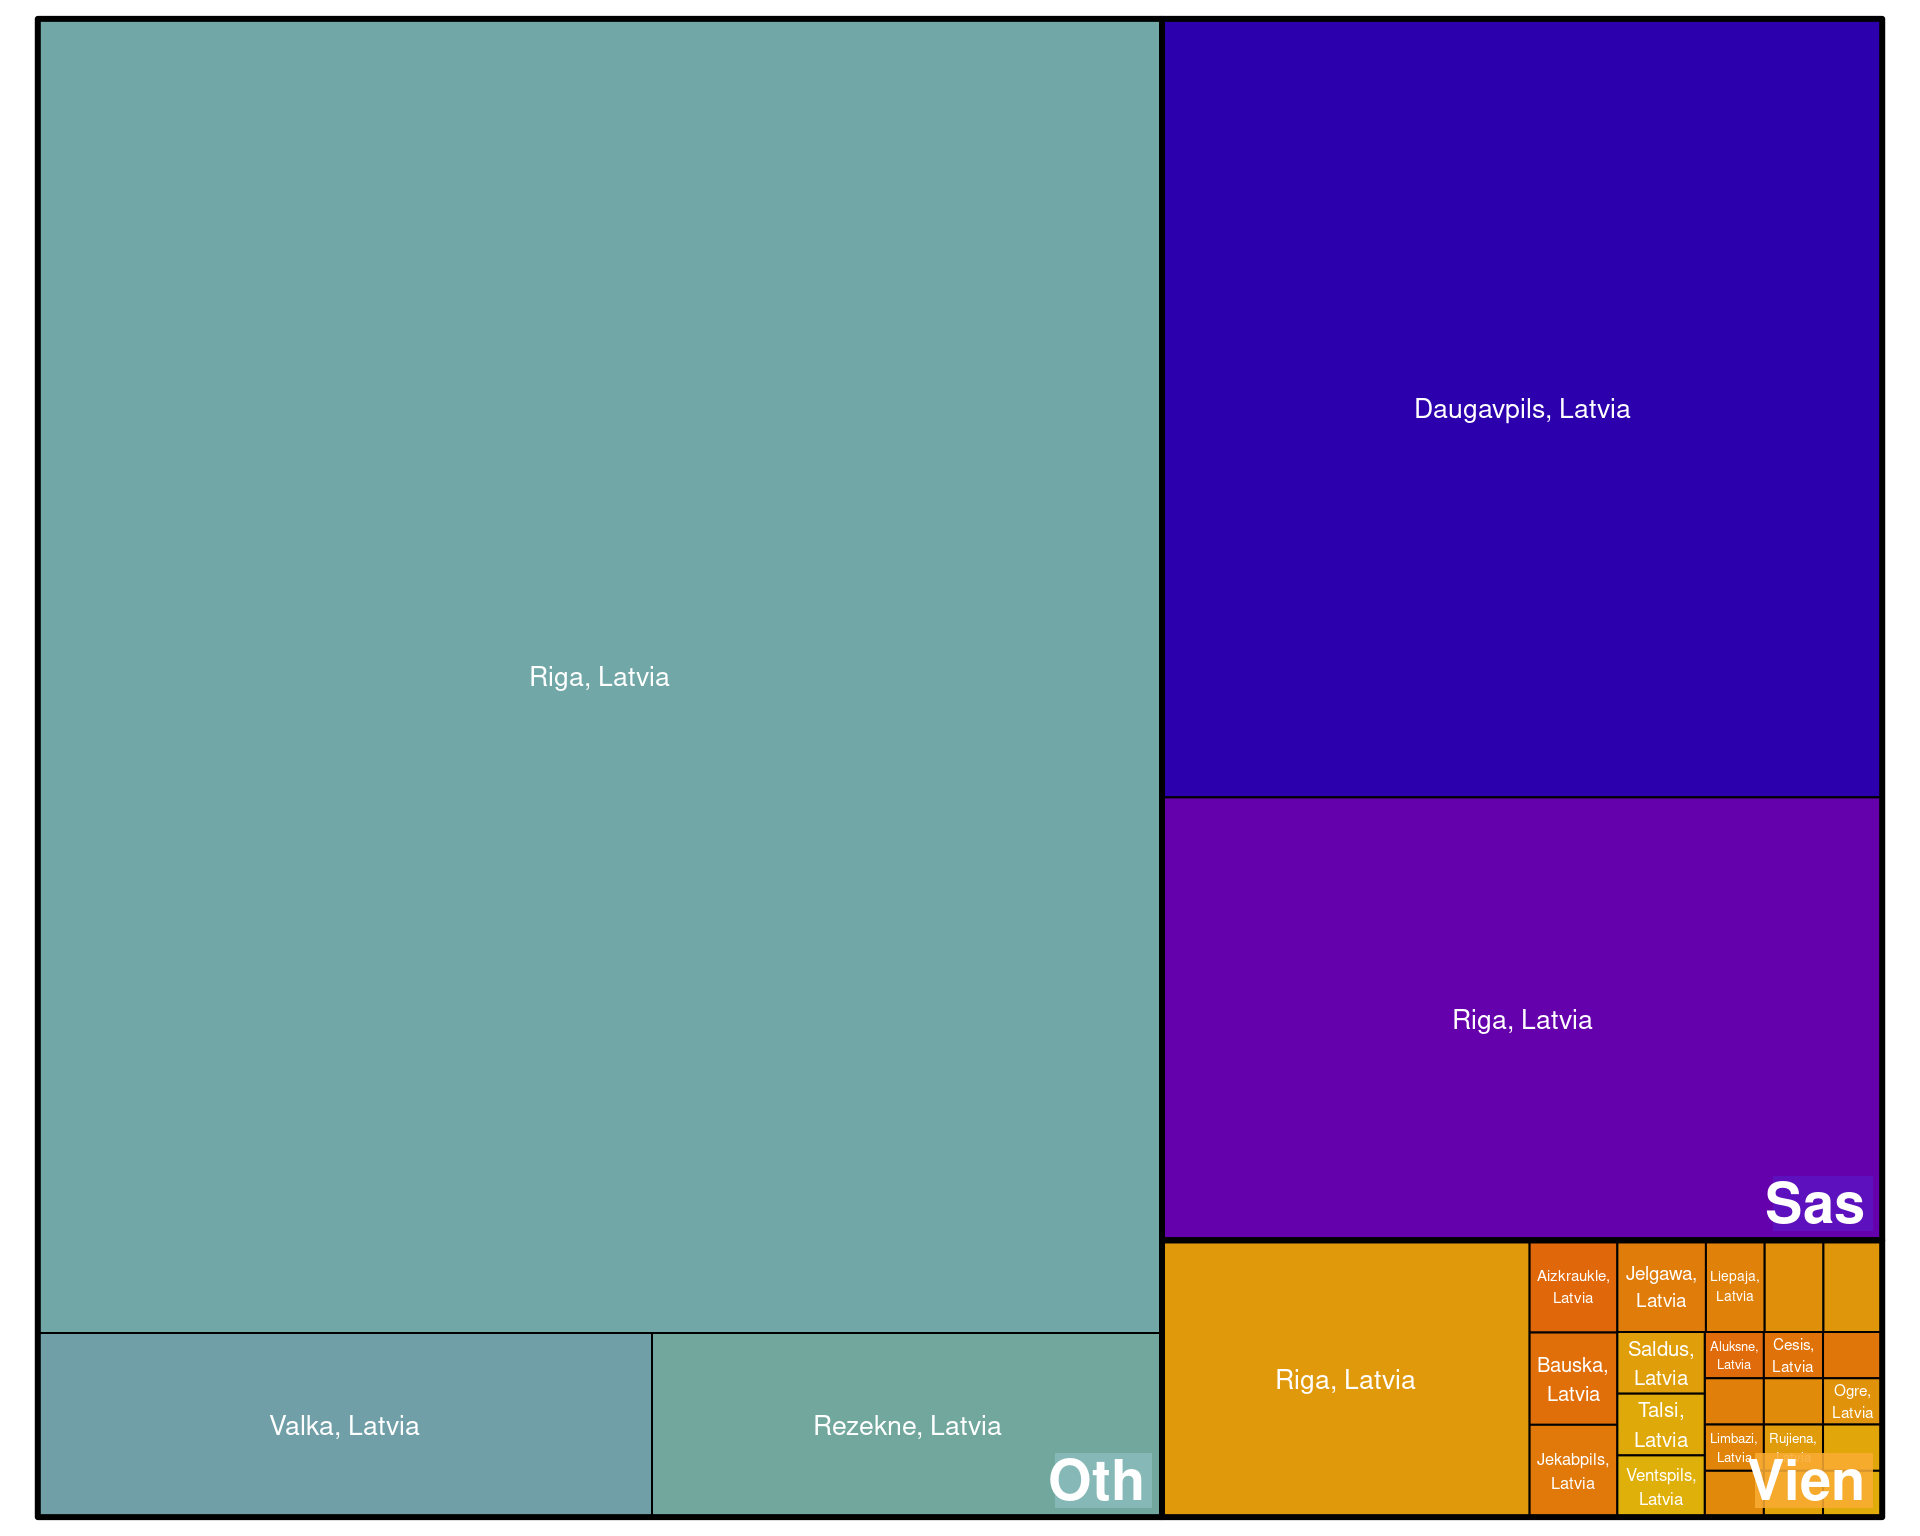 Riga, Latvia
Valka, Latvia
Rezekne, Latvia
Oth
Daugavpils, Latvia
Riga, Latvia
Sas
Riga, Latvia
Aizkraukle,
Latvia
Bauska,
Latvia
Jekabpils,
Latvia
Jelgawa,
Latvia
Saldus,
Latvia
Talsi,
Latvia
Ventspils,
Latvia
Liepaja,
Latvia
Aluksne,
Latvia
Cesis,
Latvia
Ogre,
Latvia
Limbazi,
Latvia
Rujiena,
Vien